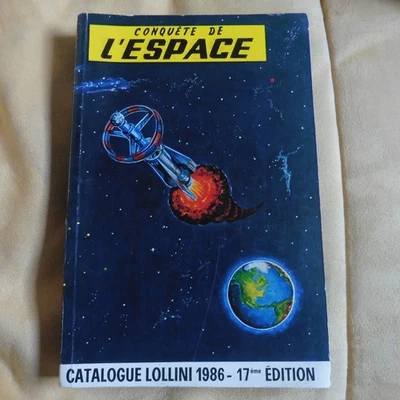 CONQUÊTE DE
L'ESPACE
CATALOGUE LOLLINI 1986 - 17ème ÉDITION